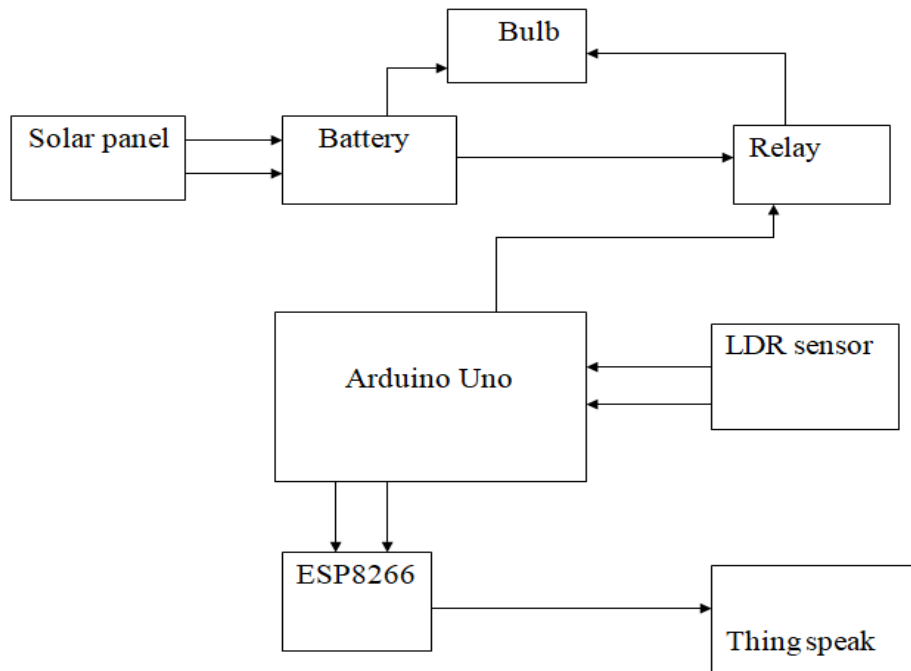 Bulb
Solar panel
Battery
Relay
Arduino Uno
LDR sensor
ESP8266
Thing speak